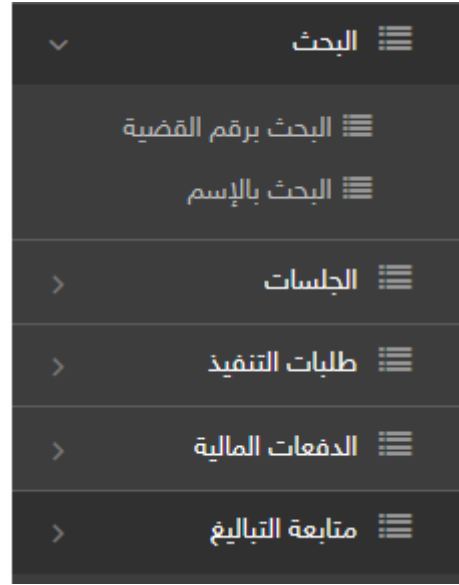 البحث
البحث برقم القضية
البحث بالإسم
الجلسات
طلبات التنفيذ
الدفعات المالية
متابعة التباليغ